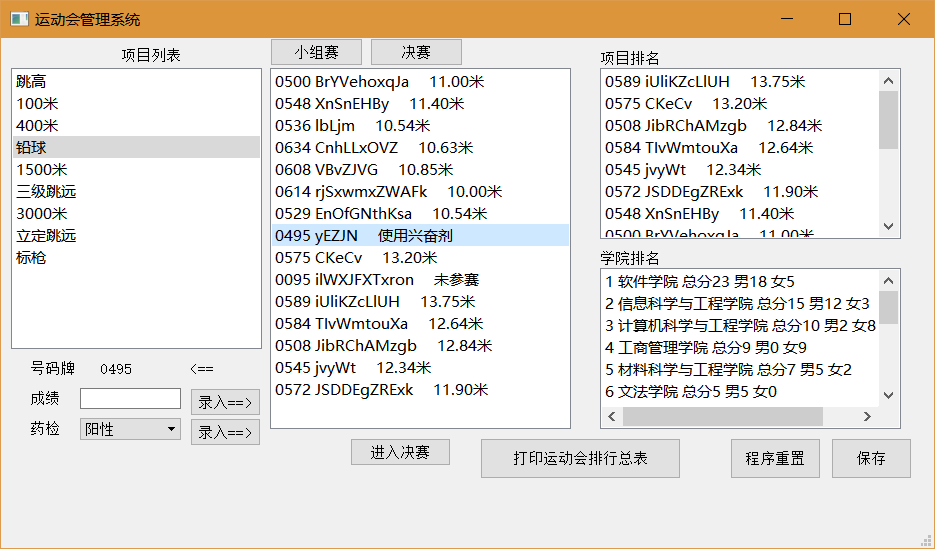 运动会管理系统
项目列表
跳高
100米
400米
铅球
1500米
三级跳远
3000米
立定跳远
标枪
号码牌 0495 <==
成绩 录入==>
药检 阳性 录入==>
小组赛 决赛
0500 BrYVehoxqJa 11.00米
0548 XnSnEHBy 11.40米
0536 lbLjm 10.54米
0634 CnhLLxOVZ 10.63米
0608 VBvZJVG 10.85米
0614 rjSxwmxZWAFk 10.00米
0529 EnOfGNthKsa 10.54米
0495 yEZJN 使用兴奋剂
0575 CKeCv 13.20米
0095 ilWXJFXTxron 未参赛
0589 iUliKZcLlUH 13.75米
0584 TIvWmtouXa 12.64米
0508 JibRChAMzgb 12.84米
0545 jvyWt 12.34米
0572 JSDDEgZRExk 11.90米
项目排名
0589 iUliKZcLlUH 13.75米
0575 CKeCv 13.20米
0508 JibRChAMzgb 12.84米
0584 TIvWmtouXa 12.64米
0545 jvyWt 12.34米
0572 JSDDEgZRExk 11.90米
0548 XnSnEHBy 11.40米
0500 BrYVehoxqJa 11.00米
学院排名
1 软件学院 总分23 男18 女5
2 信息科学与工程学院 总分15 男12 女3
3 计算机科学与工程学院 总分10 男2 女8
4 工商管理学院 总分9 男0 女9
5 材料科学与工程学院 总分7 男5 女2
6 文法学院 总分5 男5 女0
进入决赛 打印运动会排行总表 程序重置 保存